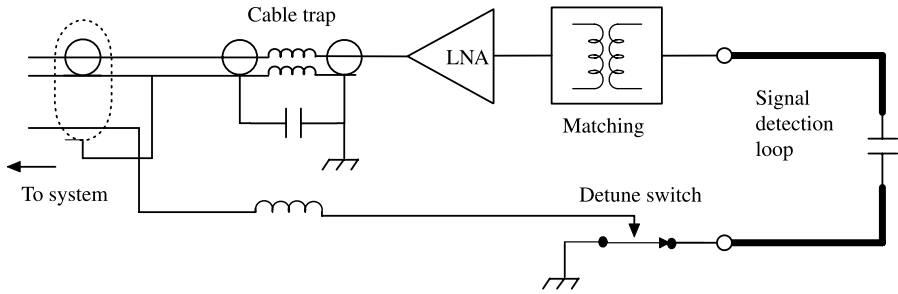 Cable trap
LNA
Matching
Signal
detection
loop
To system
Detune switch